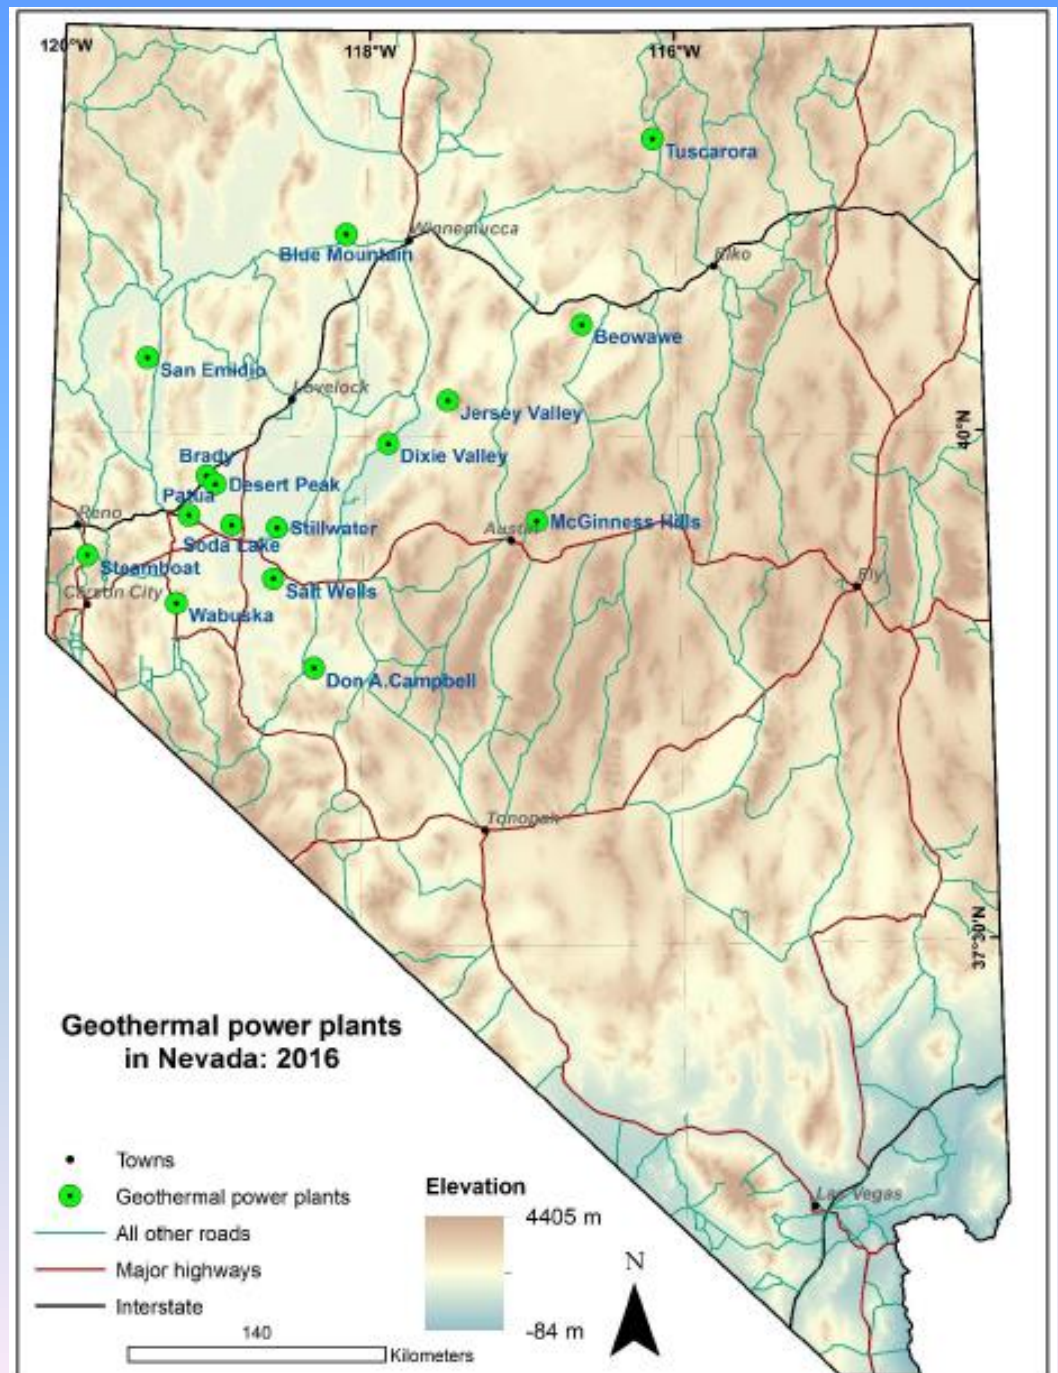 120°W
118°W
116°W
Tuscarora
Winnemucca
Blue Mountain
Elko
Beowawe
San Emidio
Lovelock
Jersey Valley
40°N
Brady
Dixie Valley
Desert Peak
Patua
Reno
Stillwater
Austin
McGinness Hills
Soda Lake
Steamboat
Ely
Carson City
Salt Wells
Wabuska
Don A.Campbell
Tonopah
37°30'N
Geothermal power plants
in Nevada: 2016
Towns
Geothermal power plants
All other roads
Major highways
Interstate
140
Kilometers
Elevation
4405 m
-84 m
N
Las Vegas